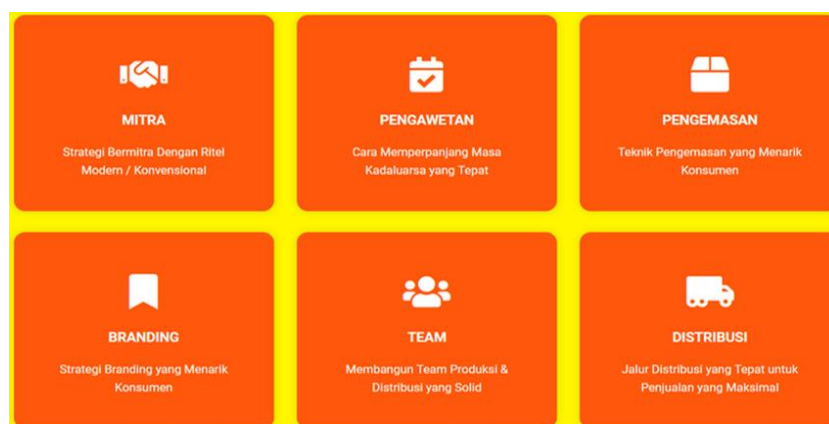 MITRA
Strategi Bermitra Dengan Ritel
Modern / Konvensional
PENGAWETAN
Cara Memperpanjang Masa
Kadaluarsa yang Tepat
PENGEMASAN
Teknik Pengemasan yang Menarik
Konsumen
BRANDING
Strategi Branding yang Menarik
Konsumen
TEAM
Membangun Team Produksi &
Distribusi yang Solid
DISTRIBUSI
Jalur Distribusi yang Tepat untuk
Penjualan yang Maksimal